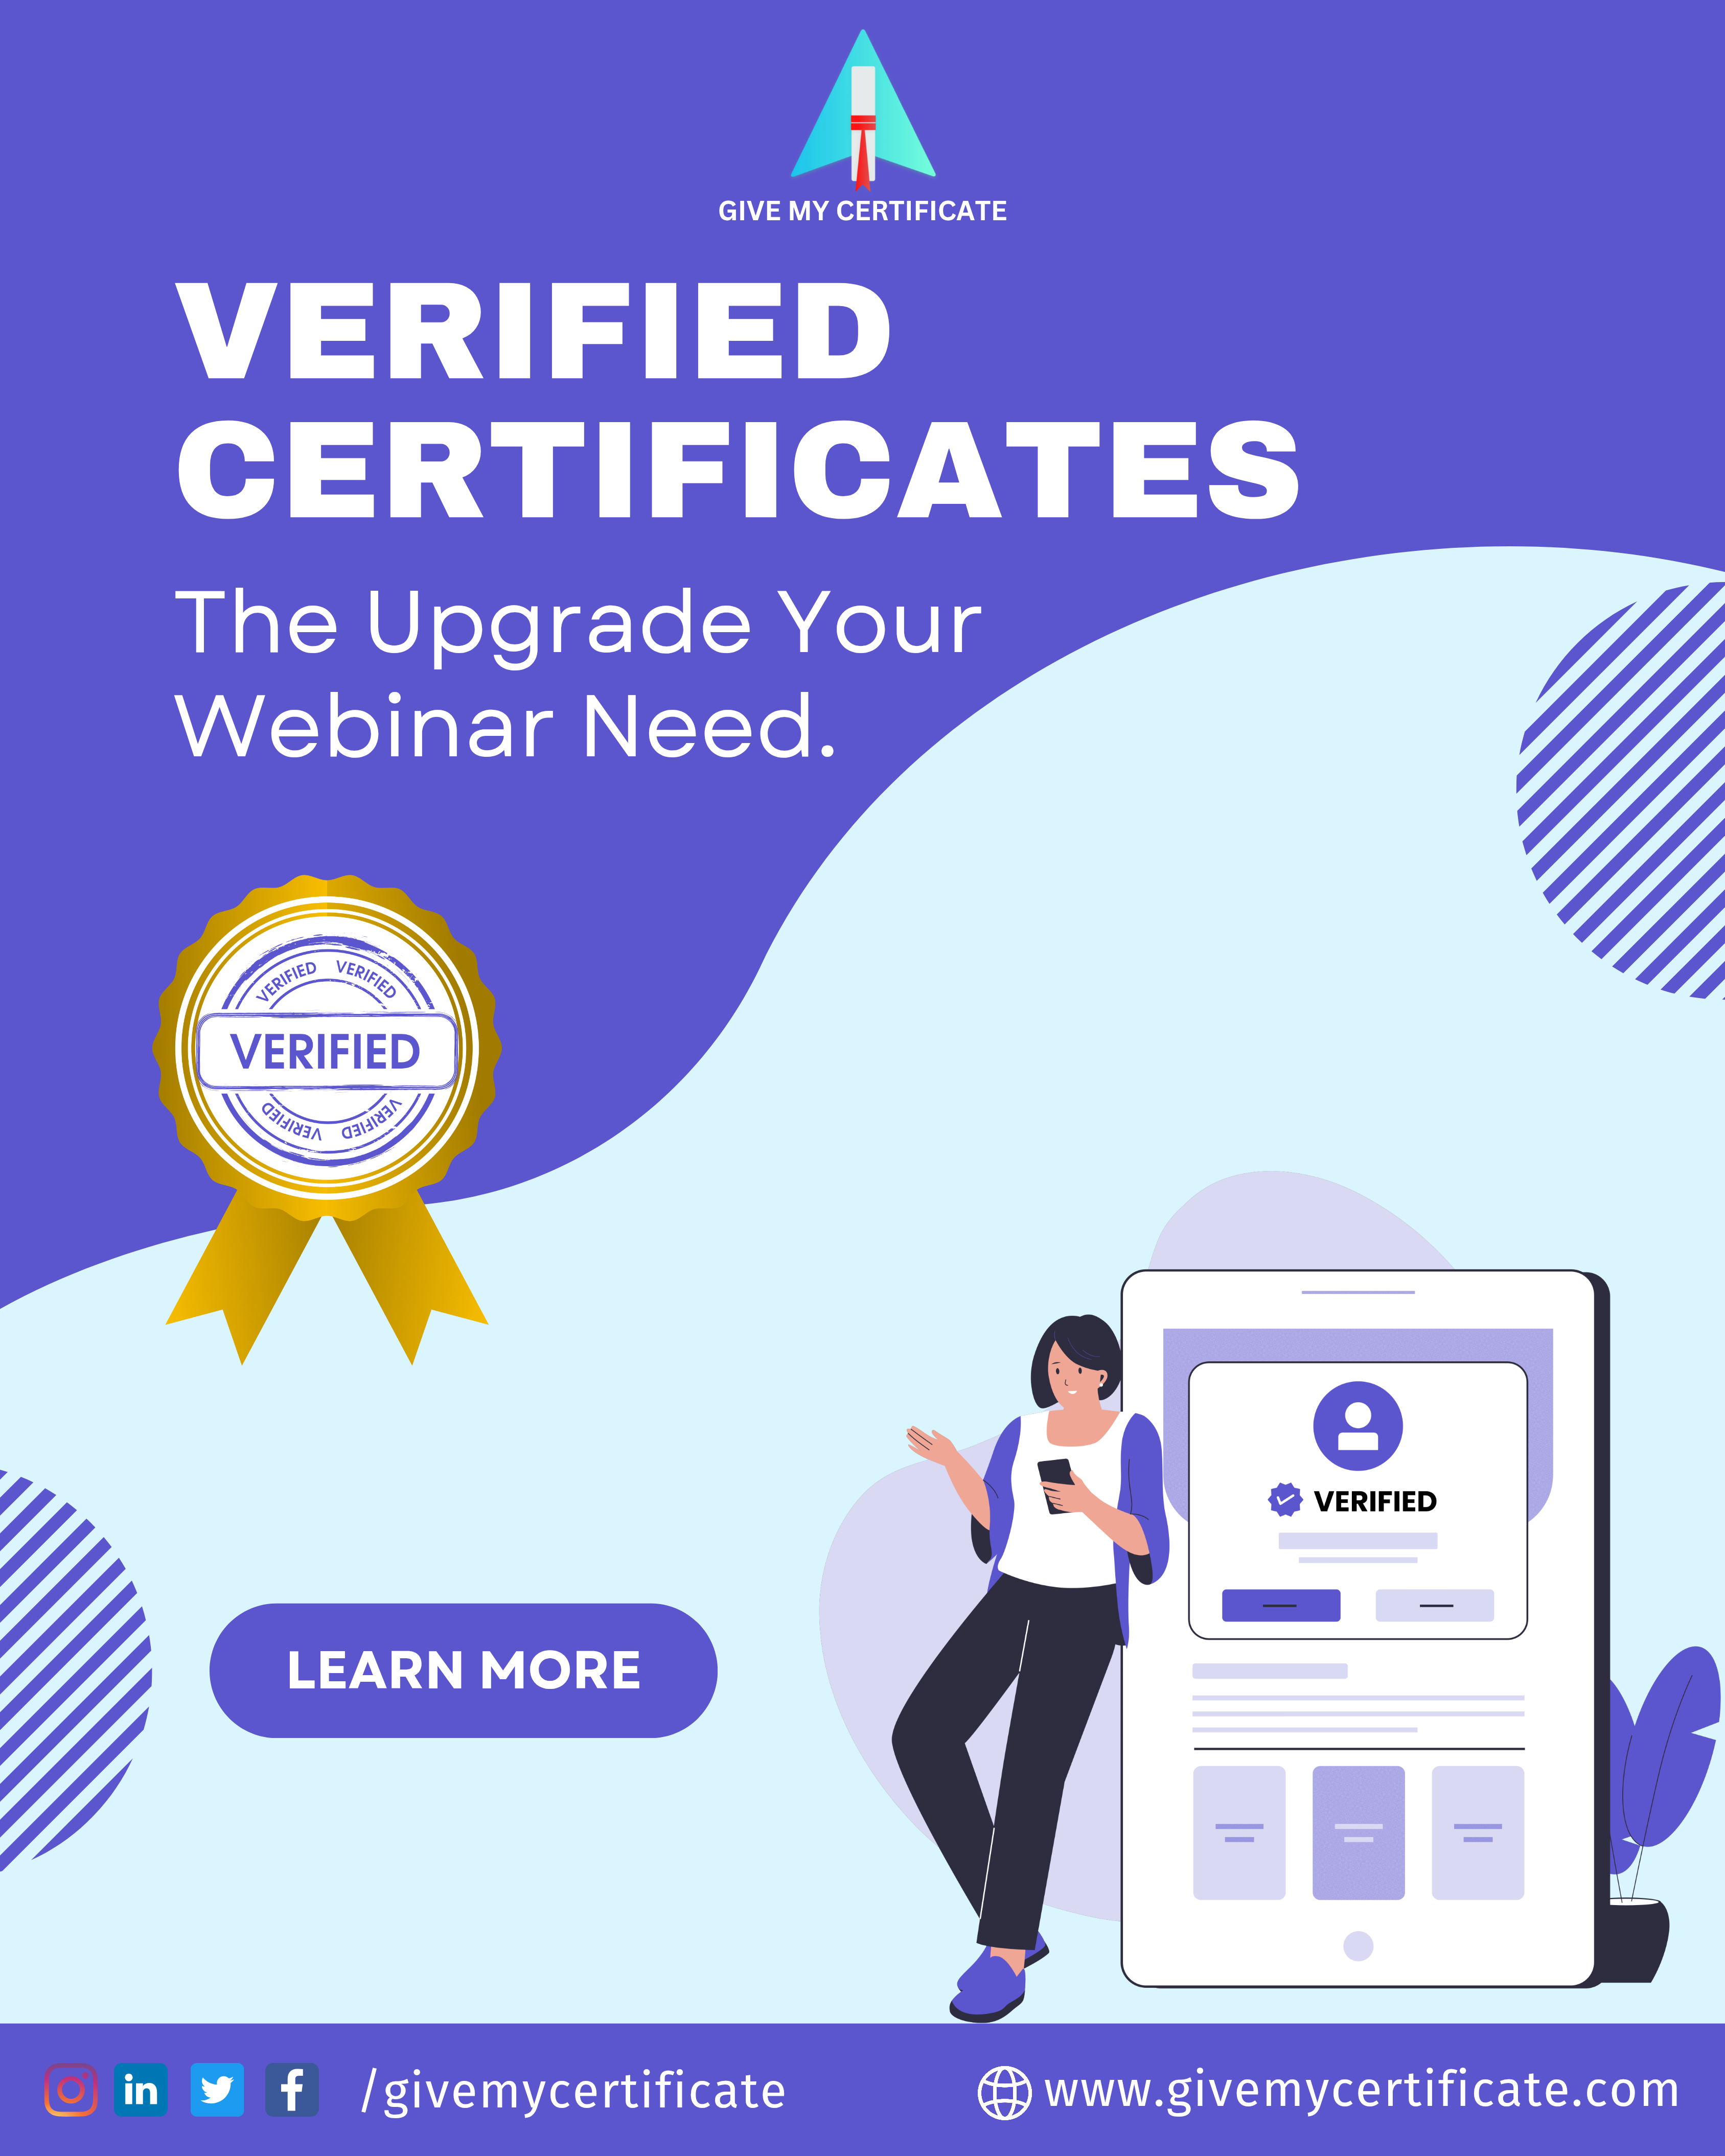 GIVE MY CERTIFICATE
VERIFIED
CERTIFICATES
The Upgrade Your
Webinar Need.
VERIFIED VERIFIED
VERIFIED
VERIFIED VERIFIED
VERIFIED
LEARN MORE
in
f
/givemycertificate
www.givemycertificate.com